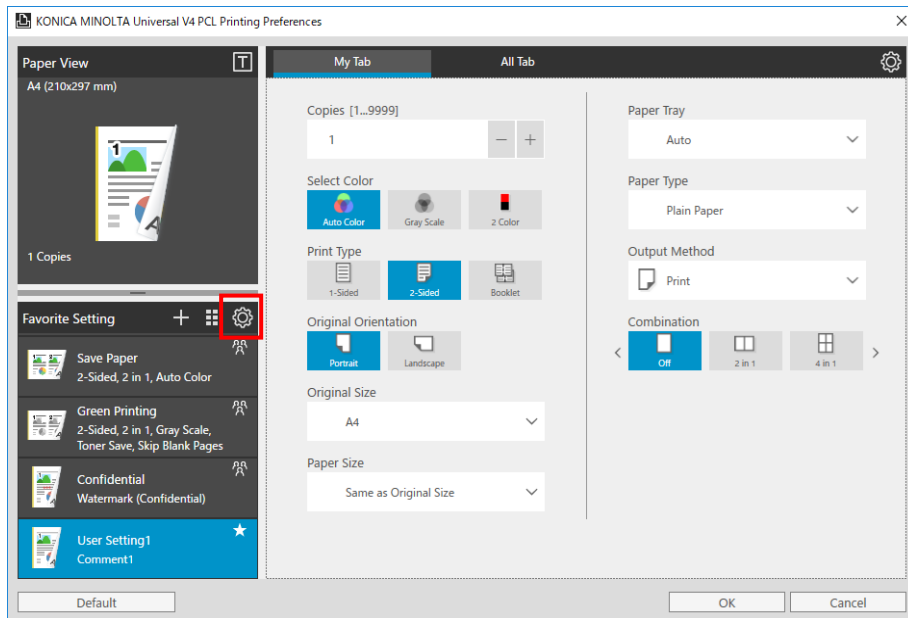 KONICA MINOLTA Universal V4 PCL Printing Preferences
Paper View
T
A4 (210x297 mm)
1
1 Copies
Favorite Setting
Save Paper
2-Sided, 2 in 1, Auto Color
Green Printing
2-Sided, 2 in 1, Gray Scale,
Toner Save, Skip Blank Pages
Confidential
Watermark (Confidential)
User Setting1
Comment1
My Tab
All Tab
Copies [1...9999]
1
Select Color
Auto Color
Gray Scale
2 Color
Print Type
1-Sided
2-Sided
Booklet
Original Orientation
Portrait
Landscape
Original Size
A4
Paper Size
Same as Original Size
Paper Tray
Auto
Paper Type
Plain Paper
Output Method
Print
Combination
Off
2 in 1
4 in 1
Default
OK
Cancel